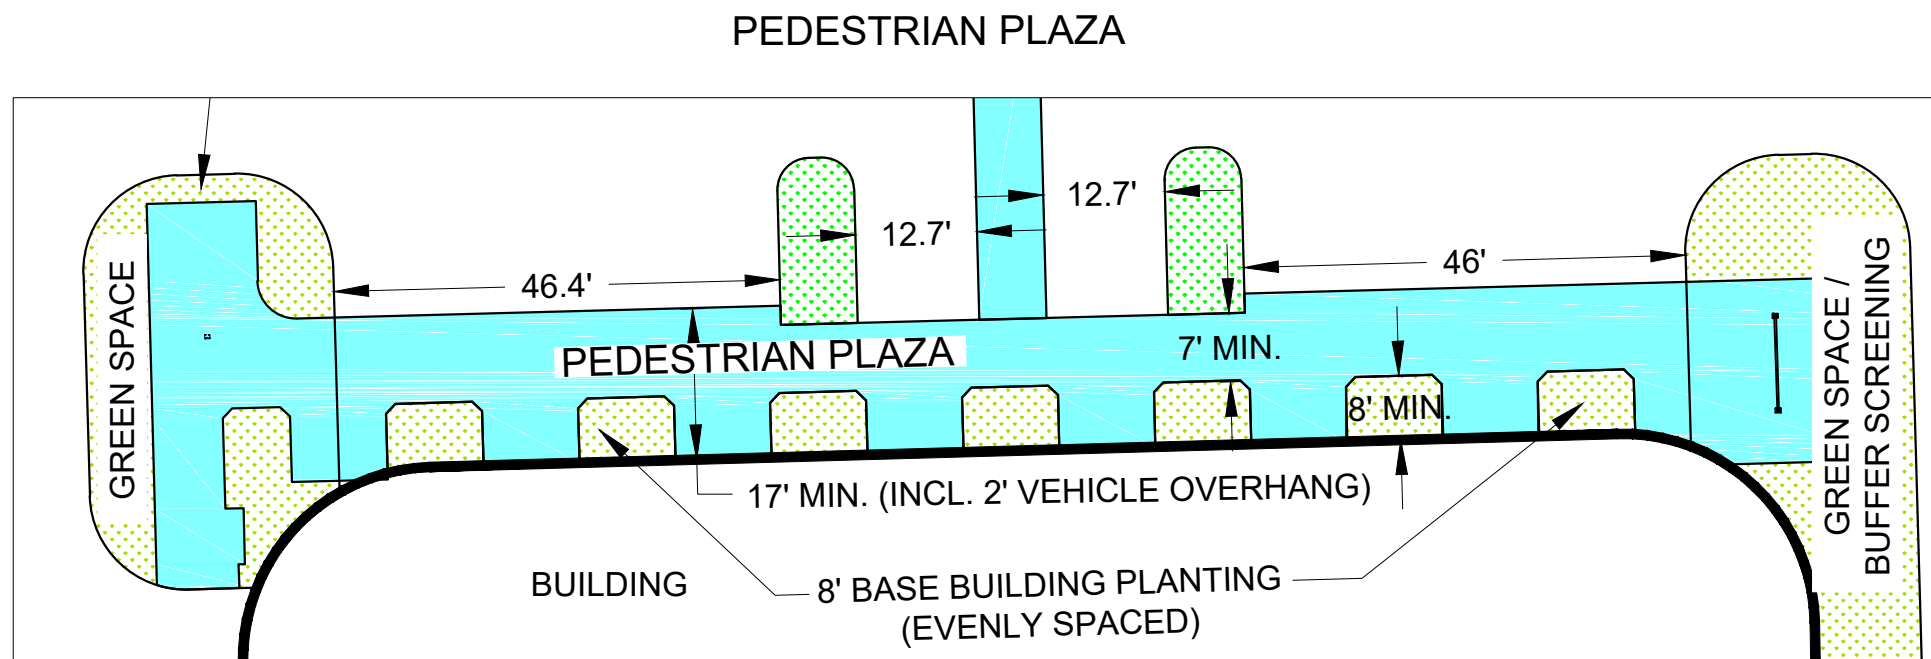 PEDESTRIAN PLAZA
12.7'
12.7'
46.4'
46'
GREEN SPACE
PEDESTRIAN PLAZA
7' MIN.
8' MIN.
GREEN SPACE /
BUFFER SCREENING
17' MIN. (INCL. 2' VEHICLE OVERHANG)
BUILDING
8' BASE BUILDING PLANTING
(EVENLY SPACED)